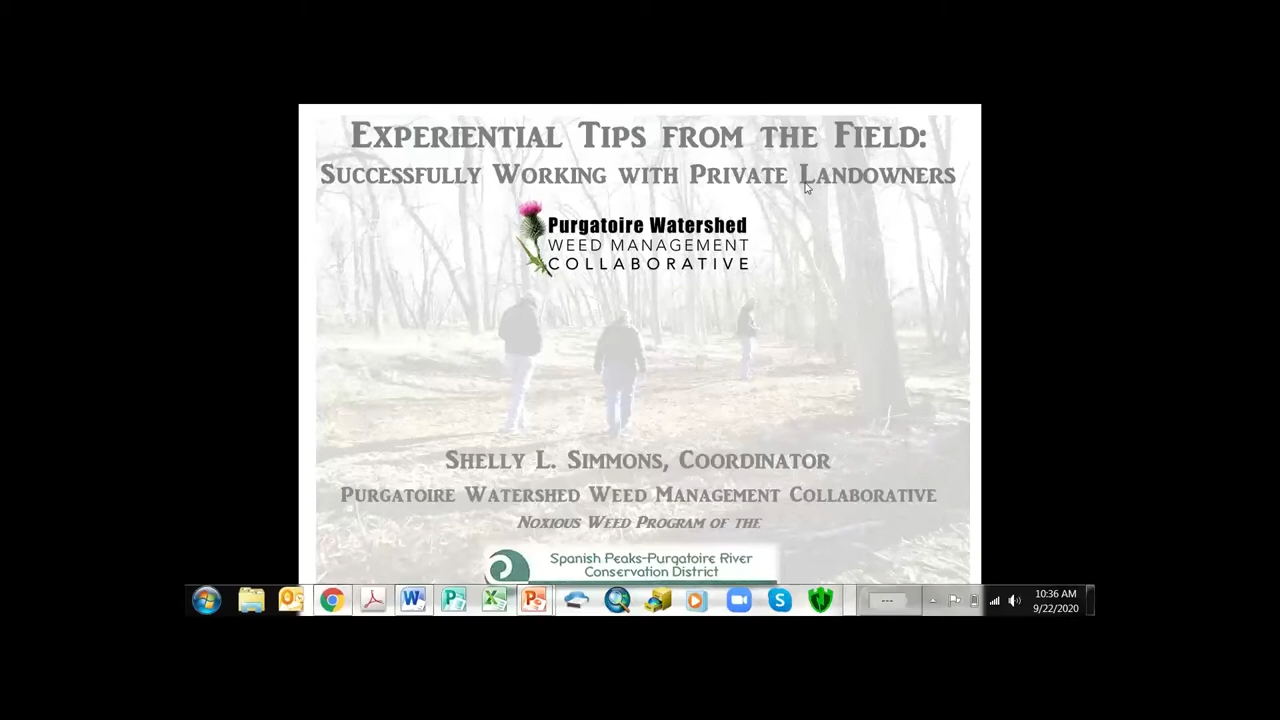 Experiential Tips from the Field:
Successfully Working with Private Landowners
Purgatoire Watershed
WEED MANAGEMENT
COLLABORATIVE
Shelly L. Simmons, Coordinator
Purgatoire Watershed Weed Management Collaborative
Noxious Weed Program of the
Spanish Peaks-Purgatoire River
Conservation District
10:36 AM
9/22/2020